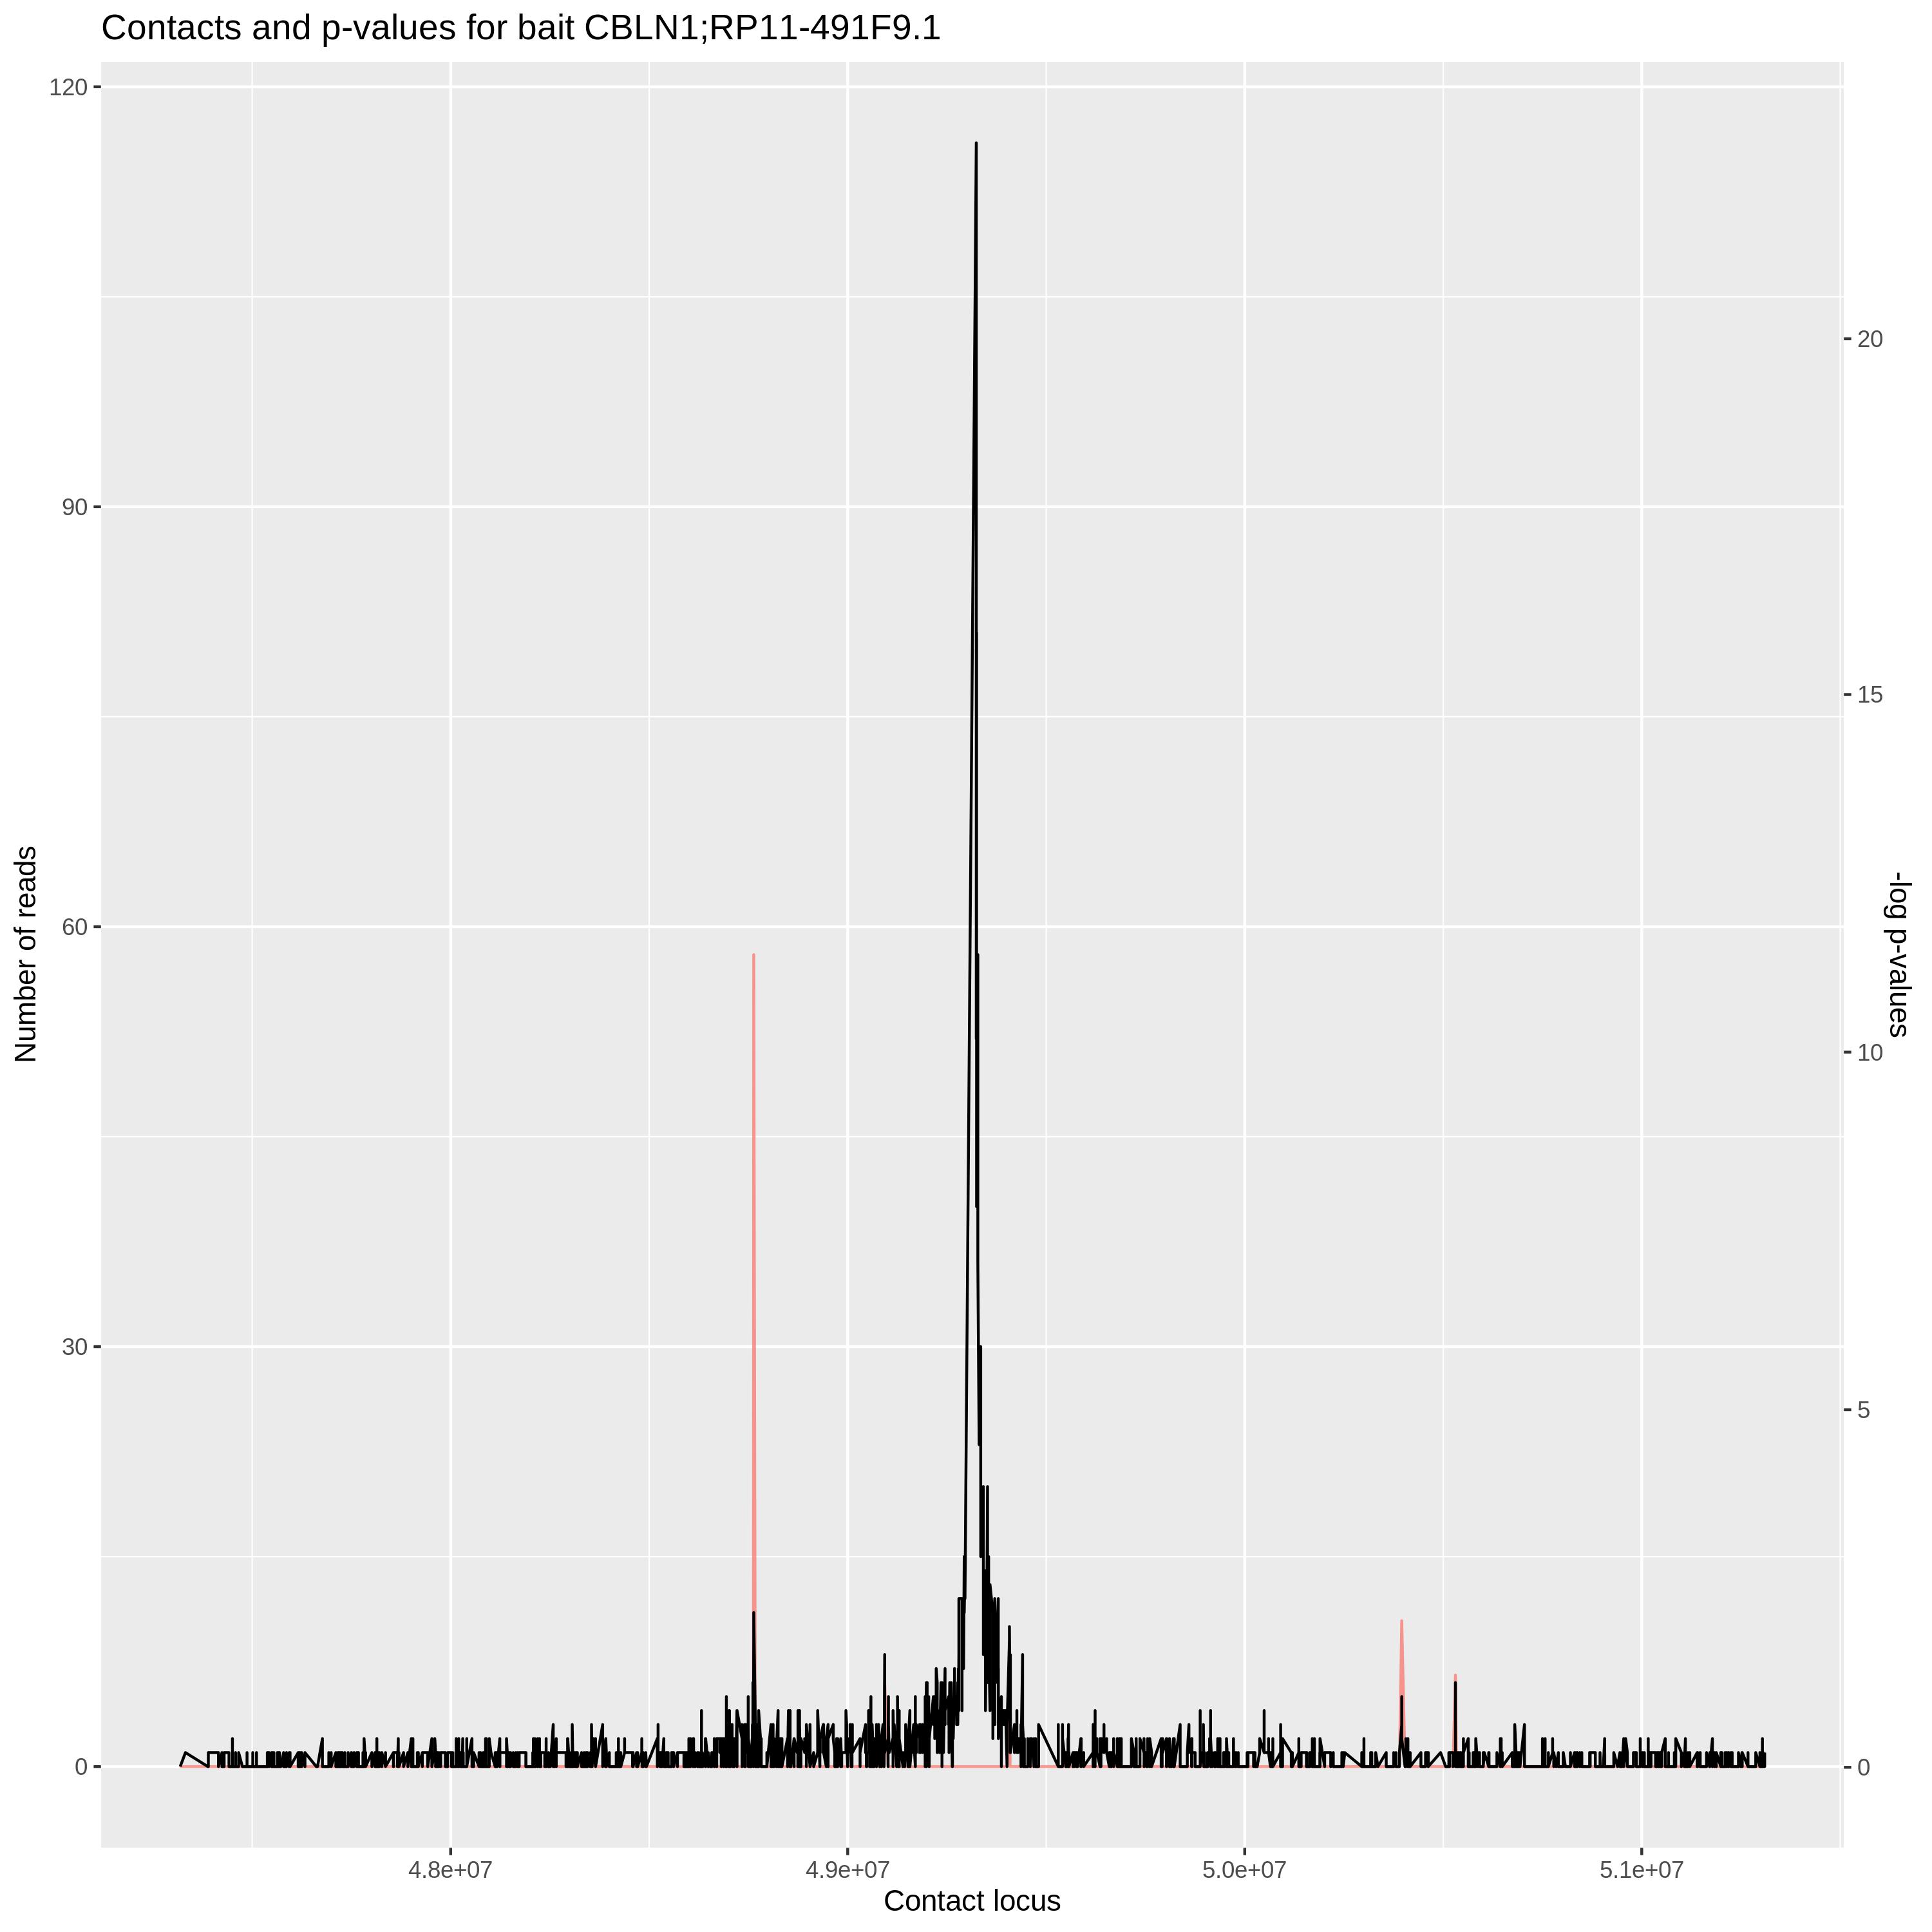 Contacts and p-values for bait CBLN1;RP11-491F9.1
120
90
60
30
0
Number of reads
20
15
10
5
0
-log p-values
4.8e+07
4.9e+07
5.0e+07
5.1e+07
Contact locus